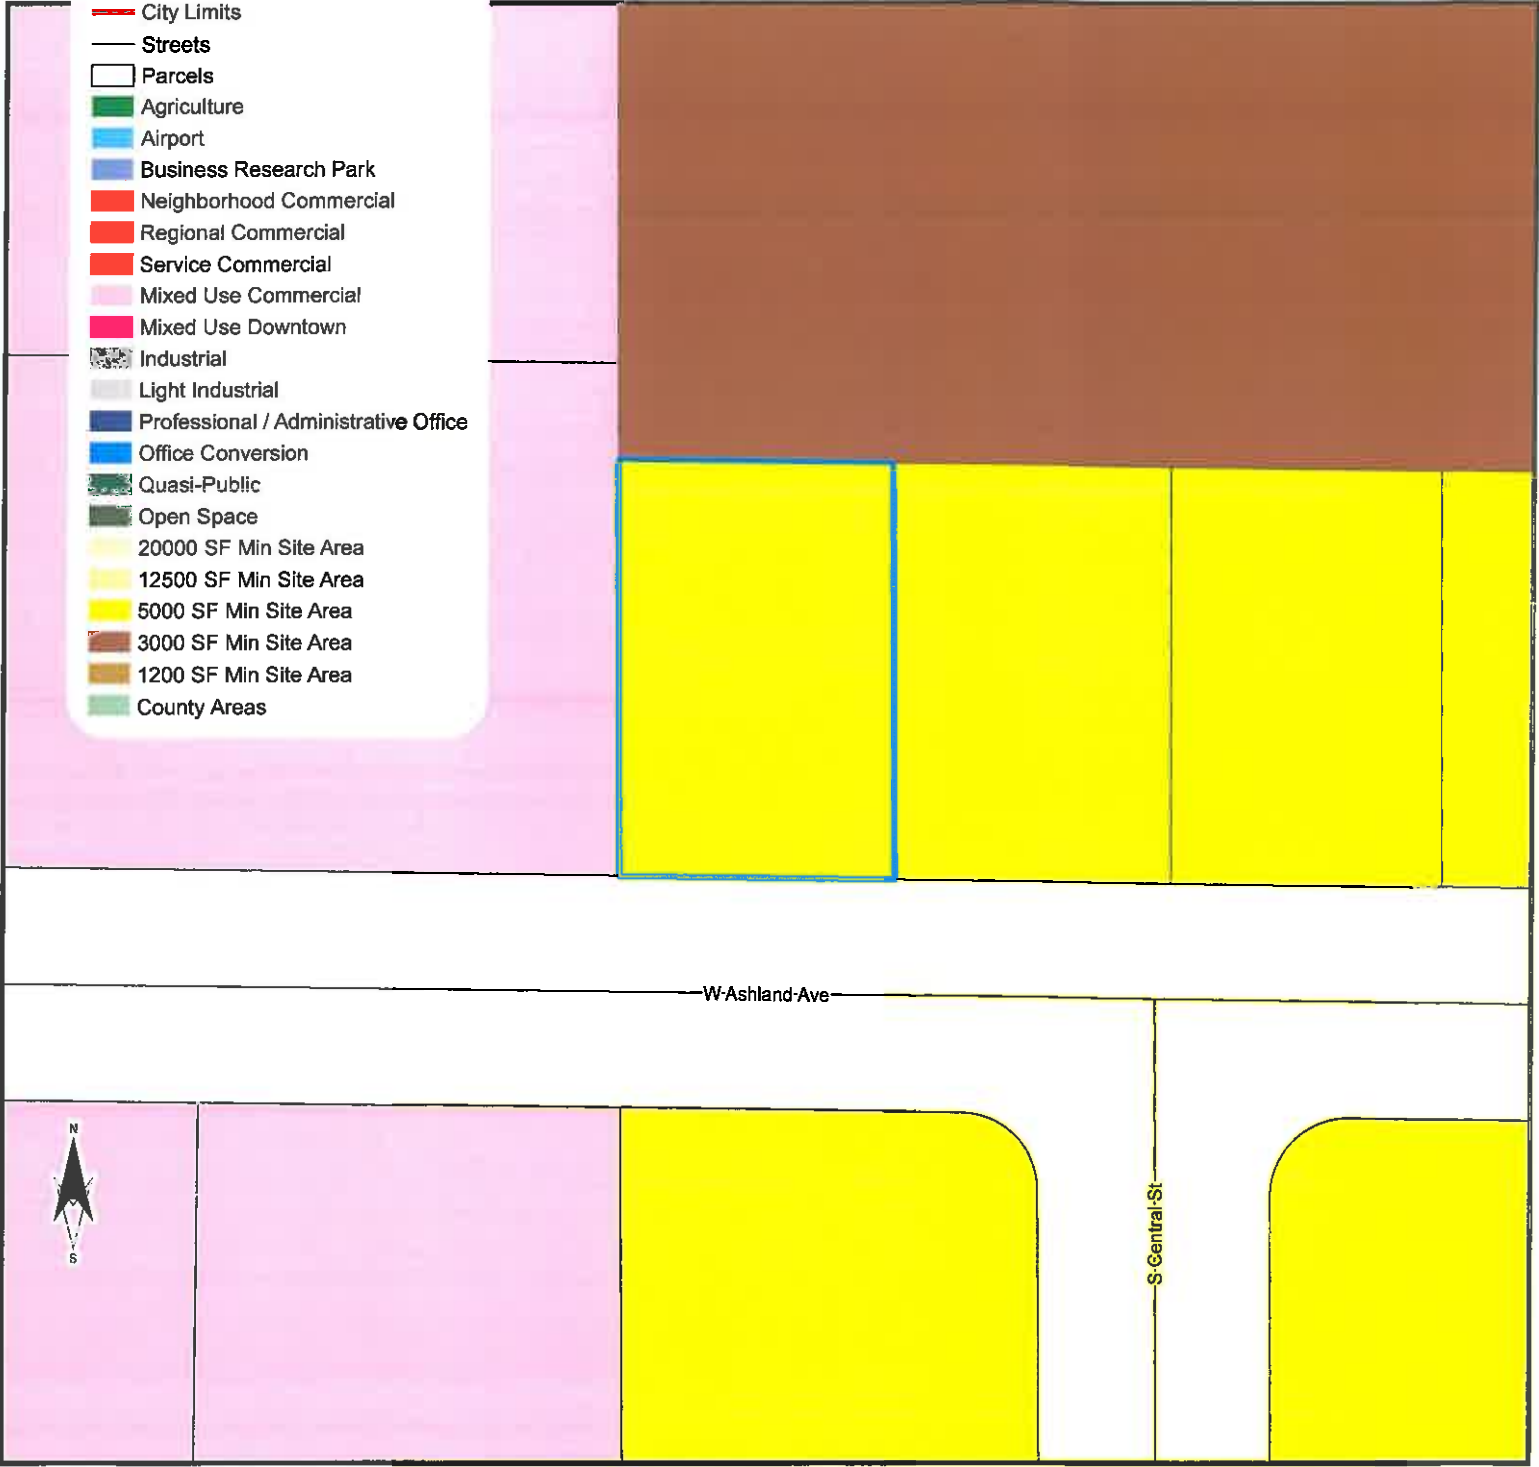 City Limits
Streets
Parcels
Agriculture
Airport
Business Research Park
Neighborhood Commercial
Regional Commercial
Service Commercial
Mixed Use Commercial
Mixed Use Downtown
Industrial
Light Industrial
Professional / Administrative Office
Office Conversion
Quasi-Public
Open Space
20000 SF Min Site Area
12500 SF Min Site Area
5000 SF Min Site Area
3000 SF Min Site Area
1200 SF Min Site Area
County Areas
W Ashland Ave
N
S
S Central St